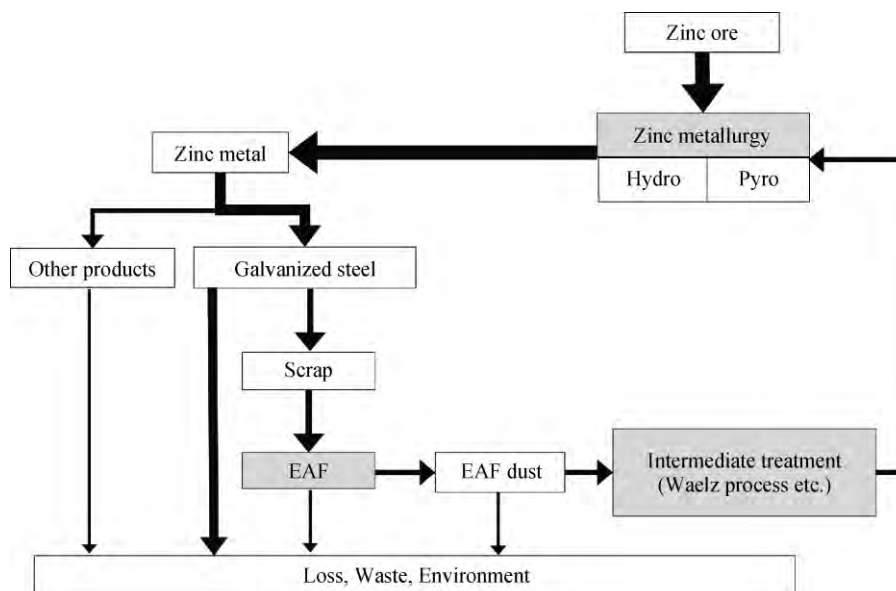 Zinc ore
Zinc metallurgy
Zinc metal
Hydro
Pyro
Other products
Galvanized steel
Scrap
EAF
EAF dust
Intermediate treatment
(Waelz process etc.)
Loss, Waste, Environment